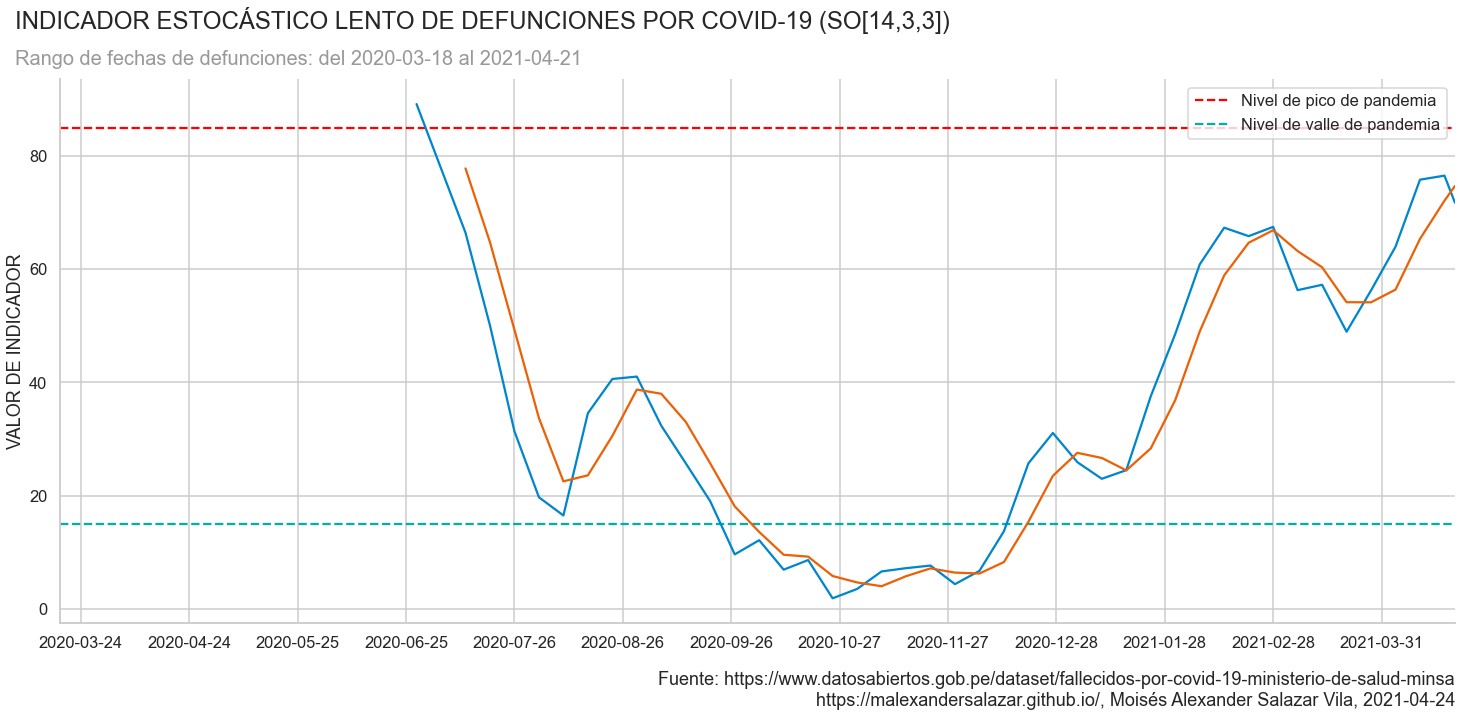 INDICADOR ESTOCÁSTICO LENTO DE DEFUNCIONES POR COVID-19 (SO[14,3,3])
Rango de fechas de defunciones: del 2020-03-18 al 2021-04-21
Nivel de pico de pandemia
Nivel de valle de pandemia
VALOR DE INDICADOR
80
60
40
20
0
2020-03-24 2020-04-24 2020-05-25 2020-06-25 2020-07-26 2020-08-26 2020-09-26 2020-10-27 2020-11-27 2020-12-28 2021-01-28 2021-02-28 2021-03-31
Fuente: https://www.datosabiertos.gob.pe/dataset/fallecidos-por-covid-19-ministerio-de-salud-minsa
https://malexandersalazar.github.io/, Moisés Alexander Salazar Vila, 2021-04-24